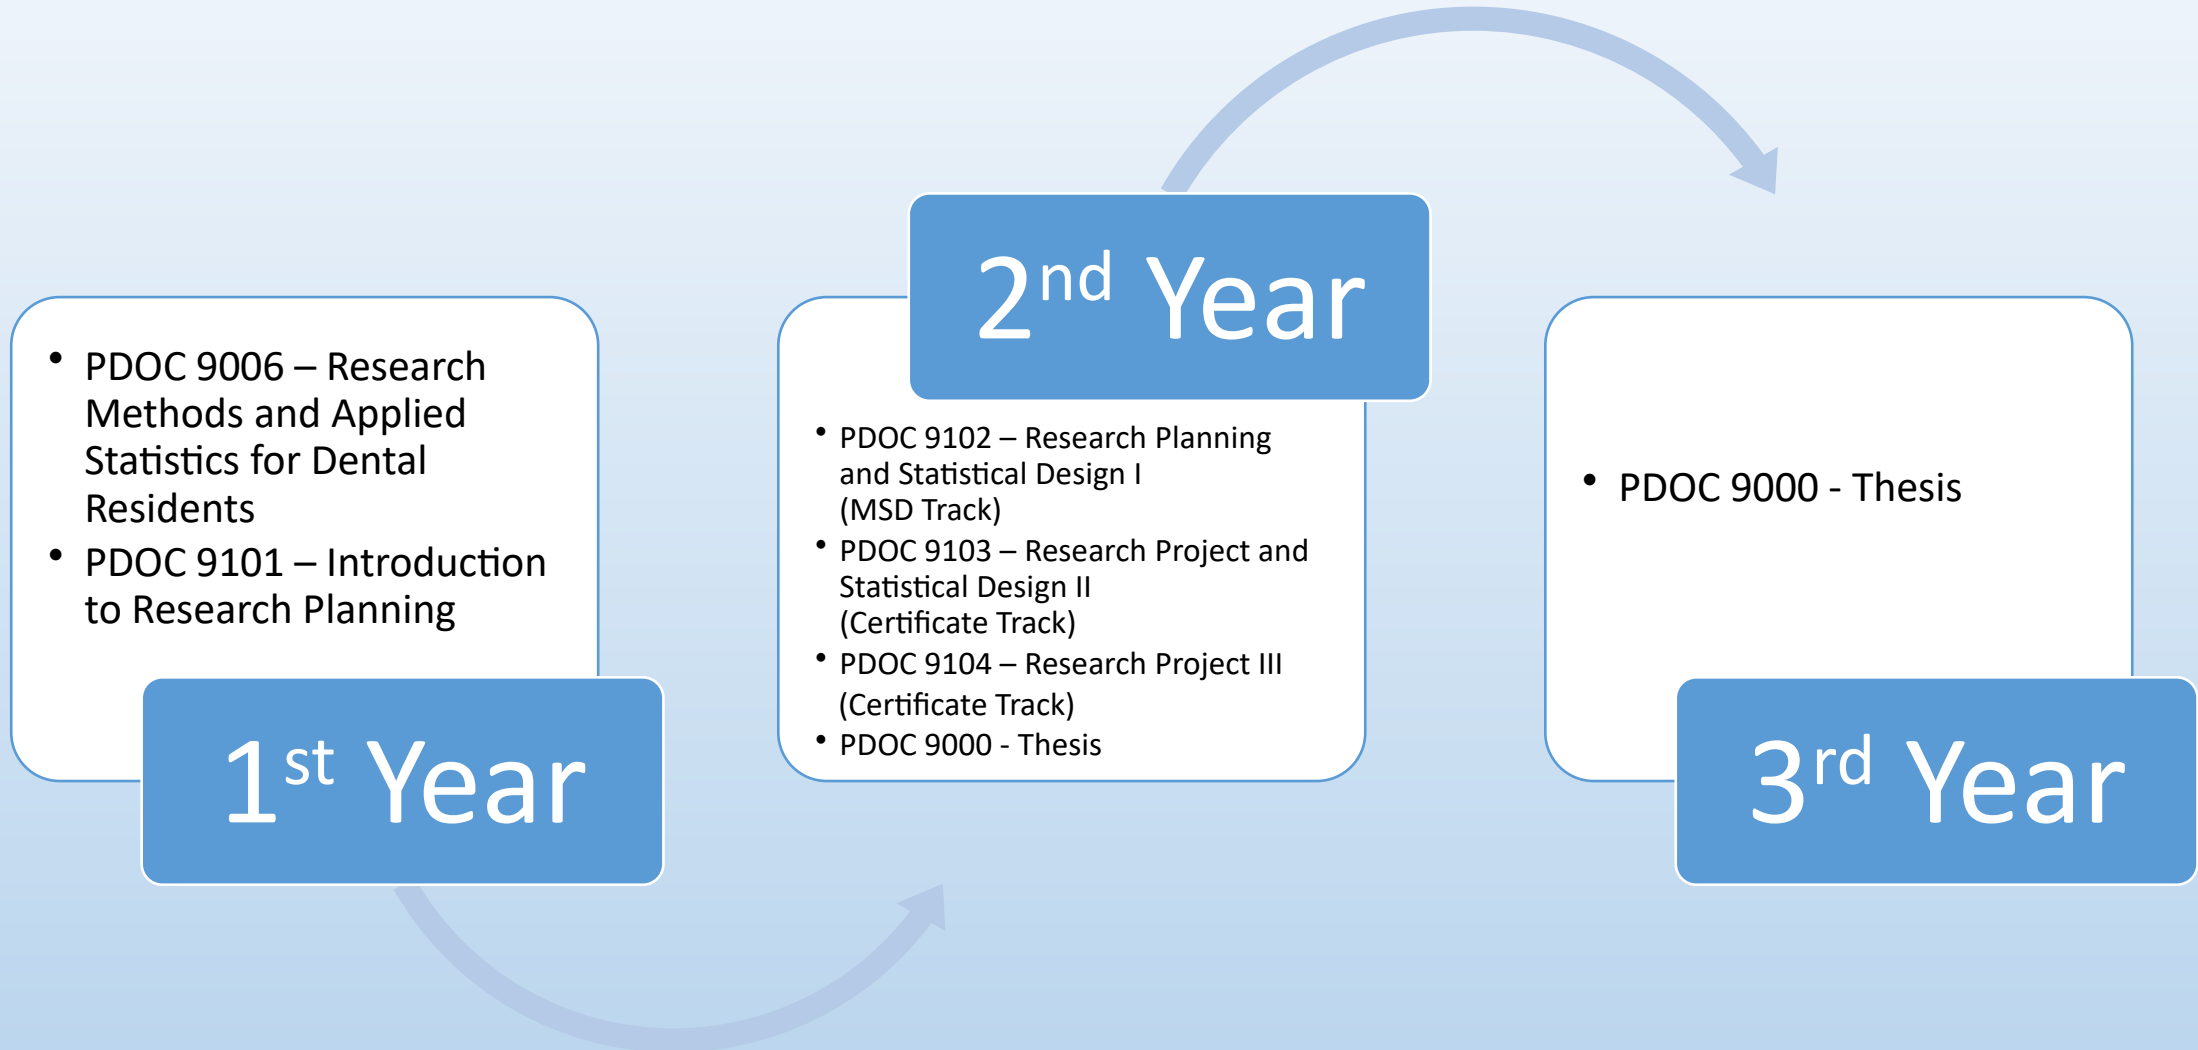 • PDOC 9006 – Research
Methods and Applied
Statistics for Dental
Residents
• PDOC 9101 – Introduction
to Research Planning
1st Year
2nd Year
• PDOC 9102 – Research Planning
and Statistical Design I
(MSD Track)
• PDOC 9103 – Research Project and
Statistical Design II
(Certificate Track)
• PDOC 9104 – Research Project III
(Certificate Track)
• PDOC 9000 - Thesis
• PDOC 9000 - Thesis
3rd Year